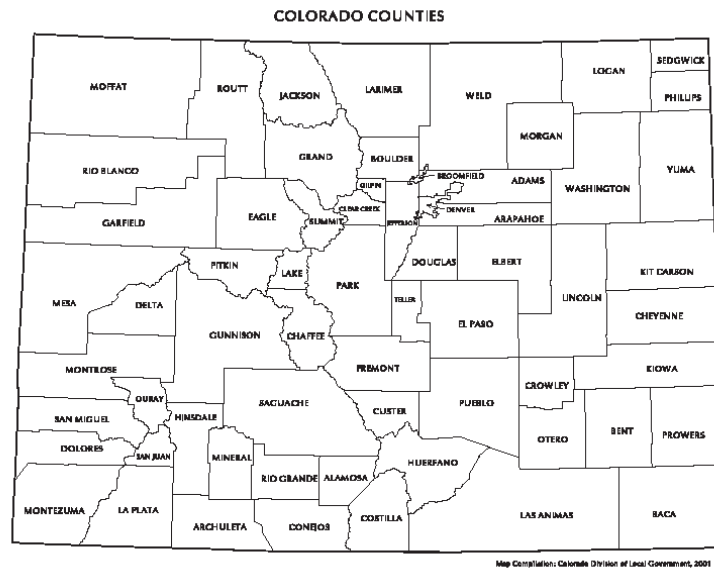 COLORADO COUNTIES
MOFFAT
ROUTT
JACKSON
LARIMER
WELD
LOGAN
SEDGWICK
PHILLIPS
MORGAN
GRAND
BOULDER
RIO BLANCO
GILPIN
BROOMFIELD
ADAMS
WASHINGTON
YUMA
EAGLE
CLEAR CREEK
DENVER
GARFIELD
SUMMIT
JEFFERSON
ARAPAHOE
PITKIN
LAKE
PARK
DOUGLAS
ELBERT
KIT CARSON
MESA
DELTA
TELLER
LINCOLN
CHEYENNE
GUNNISON
CHAFFEE
EL PASO
MONTROSE
FREMONT
KIOWA
OURAY
SAGUACHE
CROWLEY
SAN MIGUEL
HINSDALE
CUSTER
PUEBLO
DOLORES
SAN JUAN
MINERAL
OTERO
BENT
PROWERS
RIO GRANDE
ALAMOSA
HUERFANO
MONTEZUMA
LA PLATA
ARCHULETA
CONEJOS
COSTILLA
LAS ANIMAS
BACA
Map Compilation: Colorado Division of Local Government, 2001